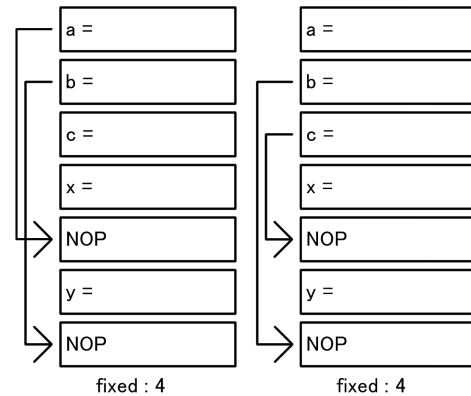 a =
b =
c =
x =
NOP
y =
NOP
fixed : 4
a =
b =
c =
x =
NOP
y =
NOP
fixed : 4